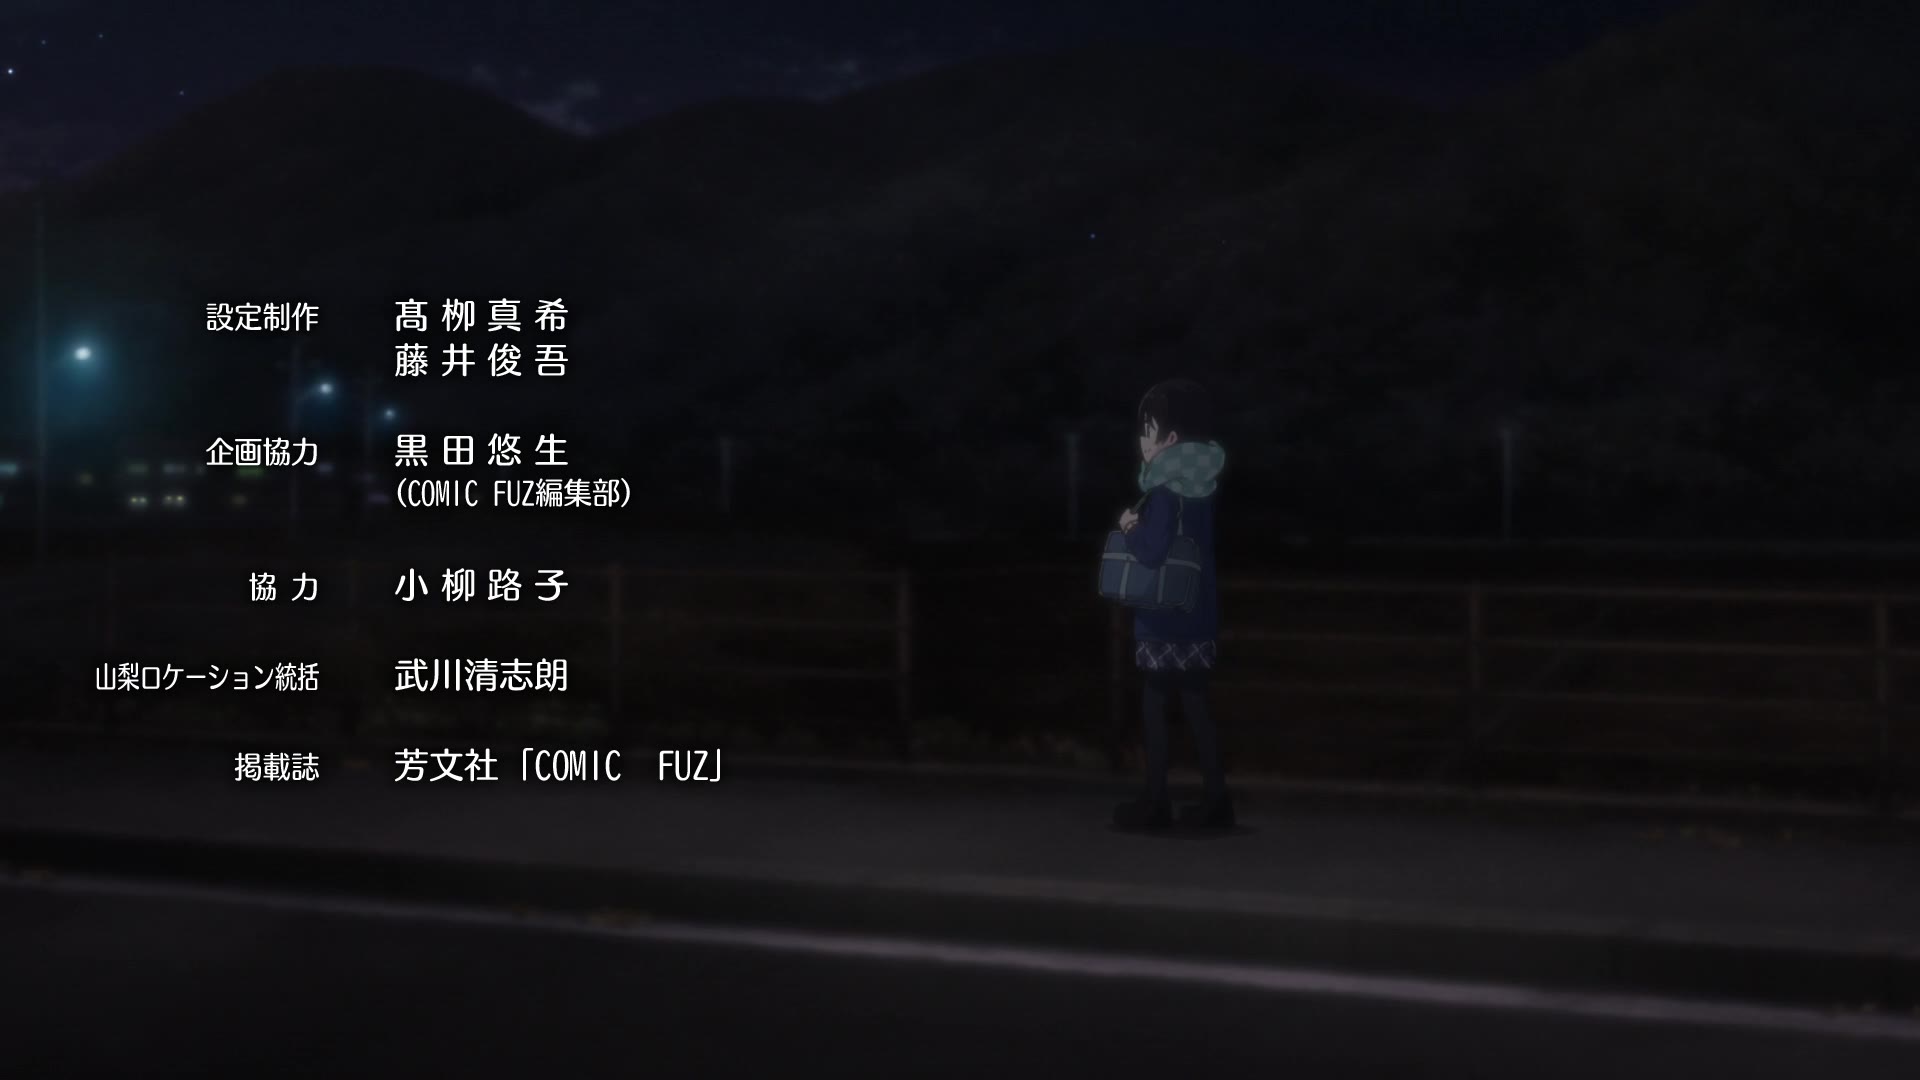 設定制作 髙栁真希
藤井俊吾
企画協力 黒田悠生
(COMIC FUZ編集部)
協力 小柳路子
山梨ロケーション統括 武川清志朗
掲載誌 芳文社「COMIC FUZ」